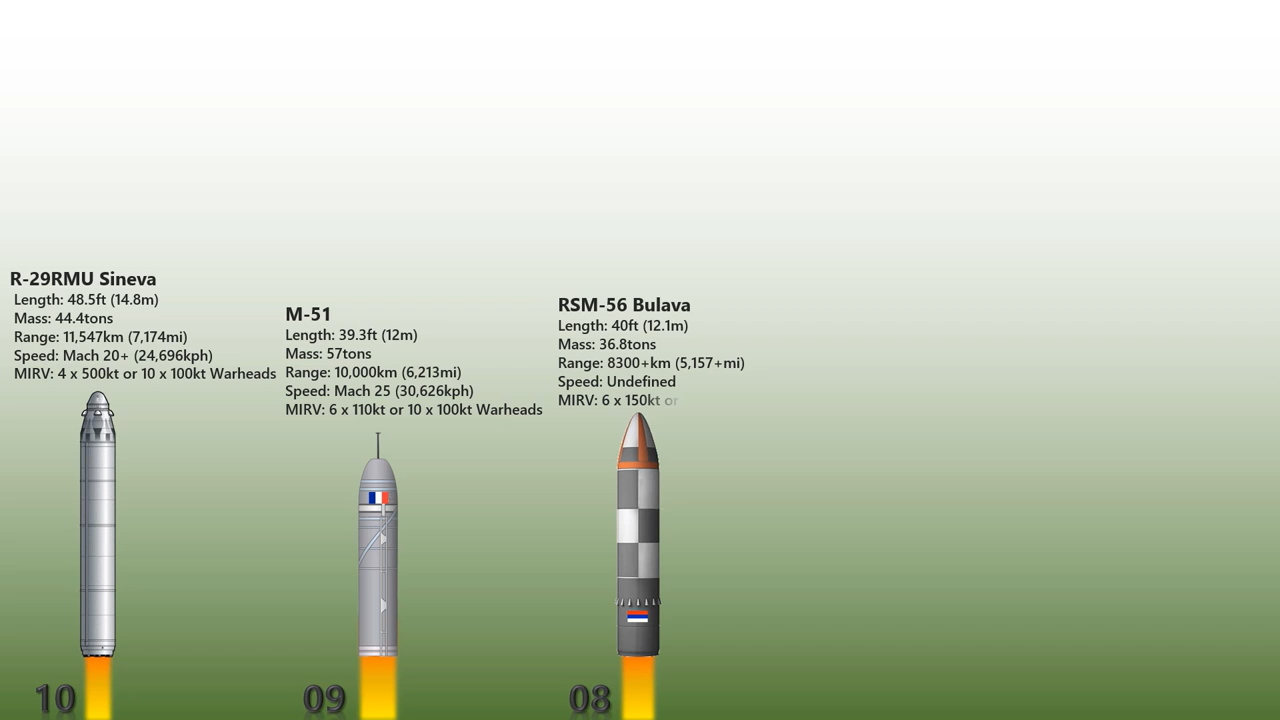 R-29RMU Sineva
Length: 48.5ft (14.8m)
Mass: 44.4tons
Range: 11,547km (7,174mi)
Speed: Mach 20+ (24,696kph)
MIRV: 4 x 500kt or 10 x 100kt Warheads
10
M-51
Length: 39.3ft (12m)
Mass: 57tons
Range: 10,000km (6,213mi)
Speed: Mach 25 (30,626kph)
MIRV: 6 x 110kt or 10 x 100kt Warheads
09
RSM-56 Bulava
Length: 40ft (12.1m)
Mass: 36.8tons
Range: 8300+km (5,157+mi)
Speed: Undefined
MIRV: 6 x 150kt or
08